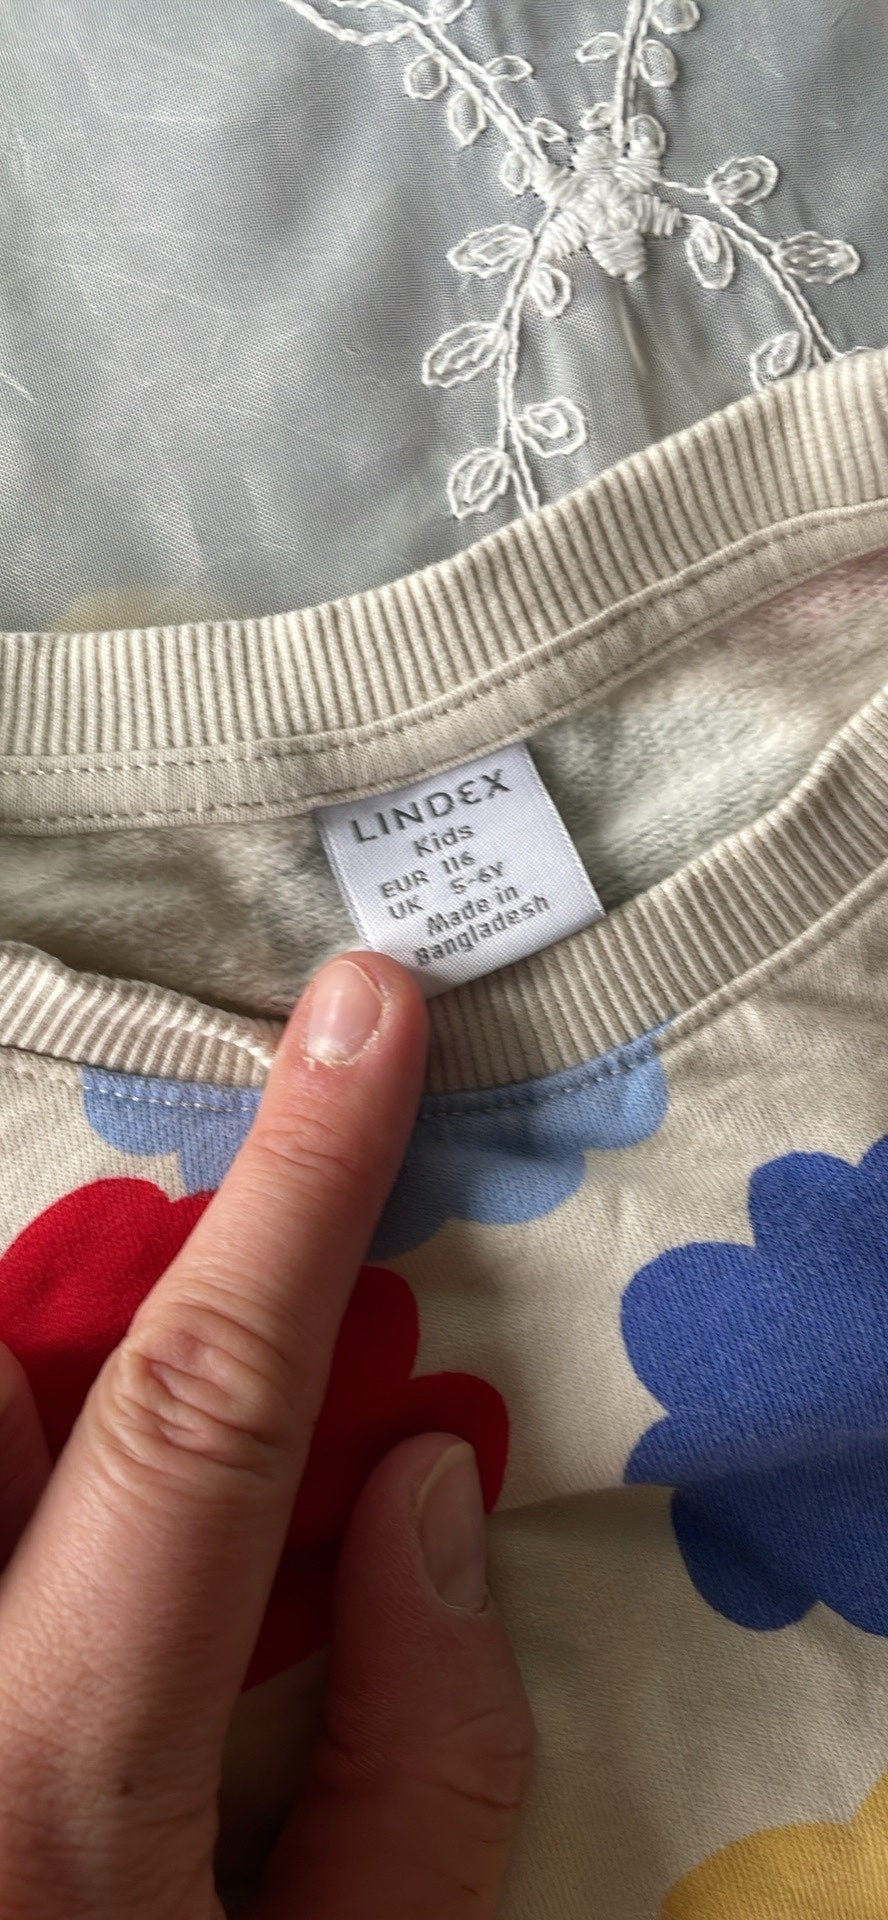 LINDEX
Kids
EUR 116
UK 5-6Y
Made in
Bangladesh